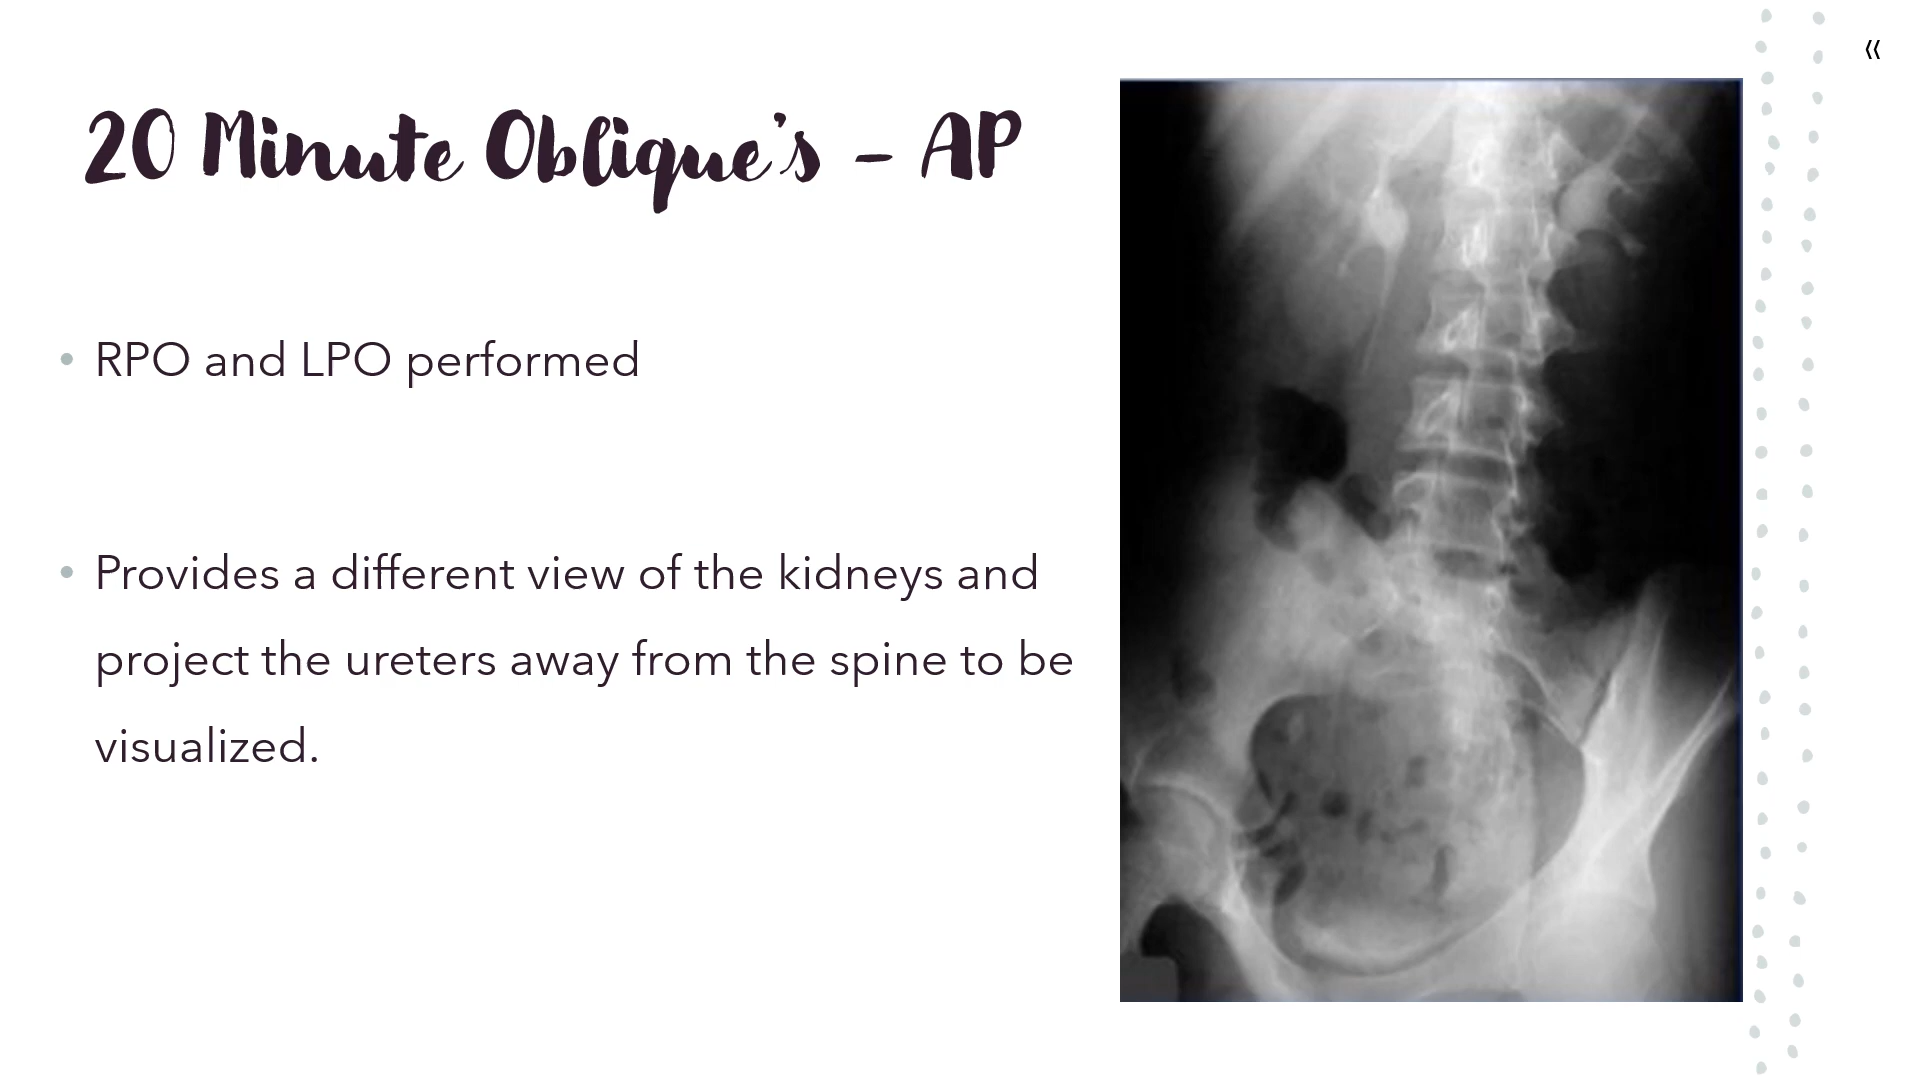 20 Minute Oblique's - AP
• RPO and LPO performed
• Provides a different view of the kidneys and
project the ureters away from the spine to be
visualized.